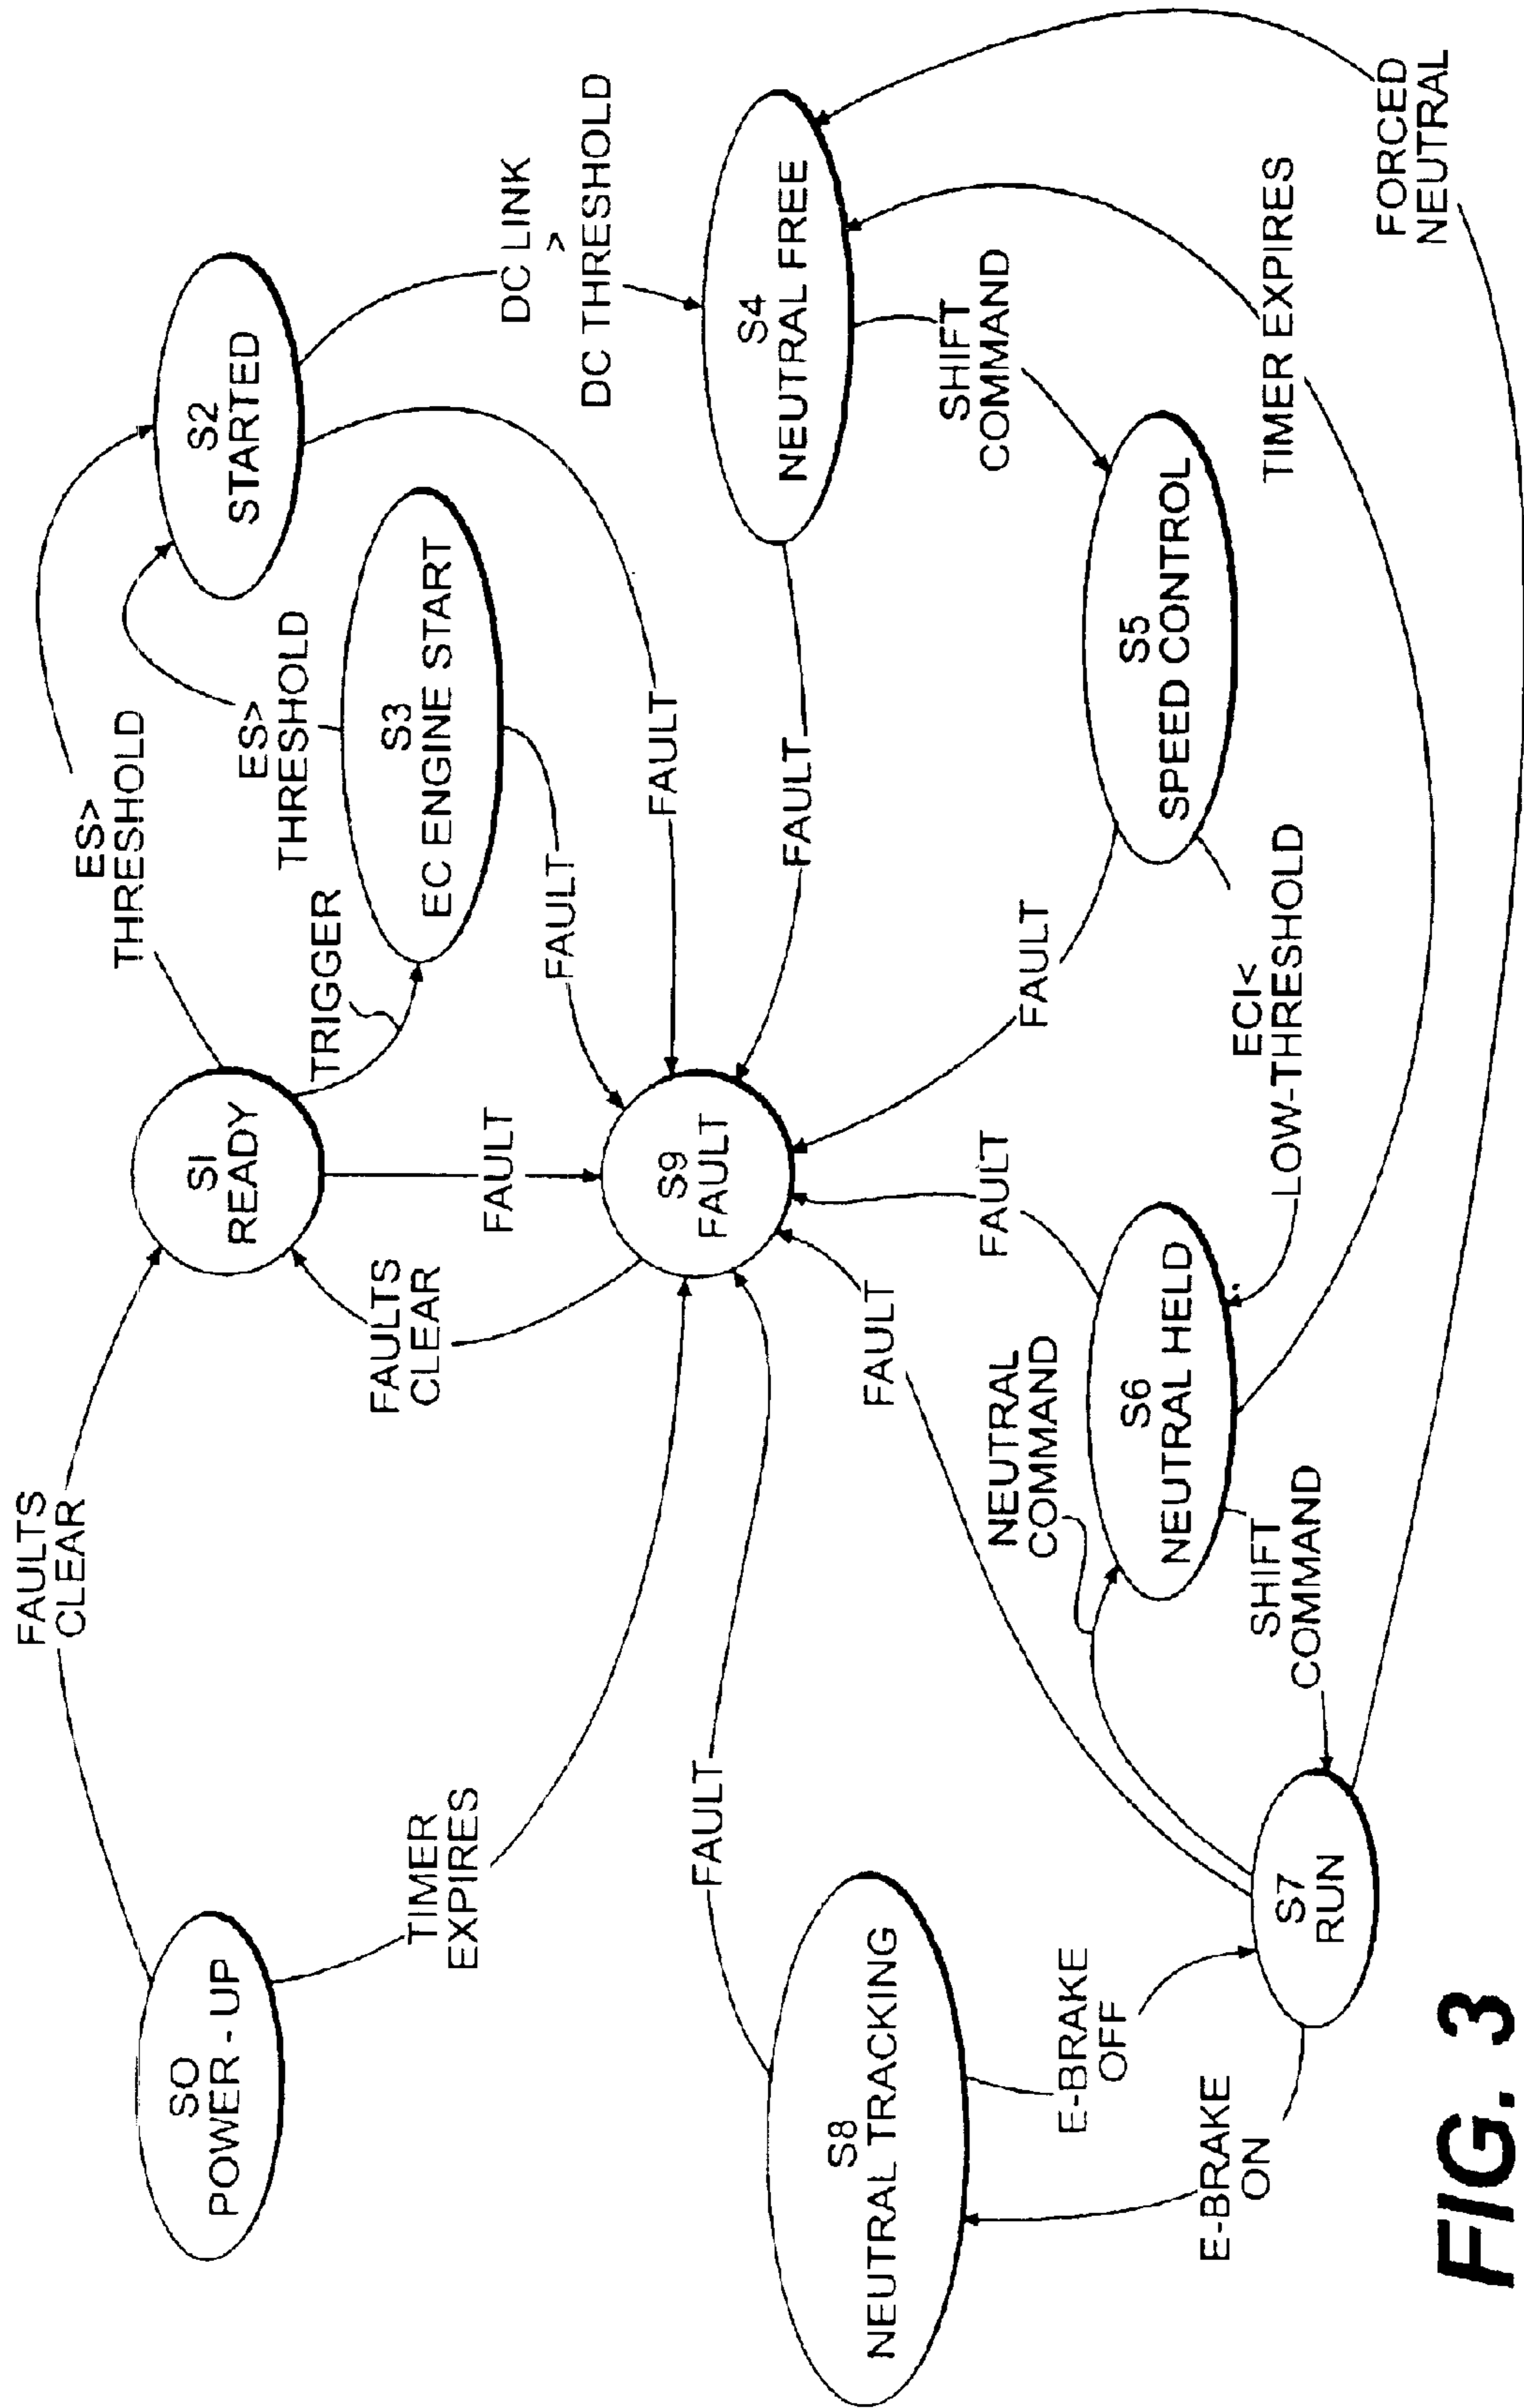 FAULTS
CLEAR
ES>
THRESHOLD
SO
POWER - UP
SI
READY
S2
STARTED
ES>
THRESHOLD
TRIGGER
TIMER
EXPIRES
FAULTS
CLEAR
FAULT
S3
EC ENGINE START
DC LINK
>
DC THRESHOLD
FAULT
FAULT
S9
FAULT
FAULT
FAULT
S4
NEUTRAL FREE
S8
NEUTRAL TRACKING
FAULT
FAULT
FAULT
SHIFT
COMMAND
NEUTRAL
COMMAND
E-BRAKE
OFF
S6
NEUTRAL HELD
S5
SPEED CONTROL
E-BRAKE
ON
SHIFT
COMMAND
ECI<
LOW-THRESHOLD
TIMER EXPIRES
S7
RUN
FORCED
NEUTRAL
FIG. 3